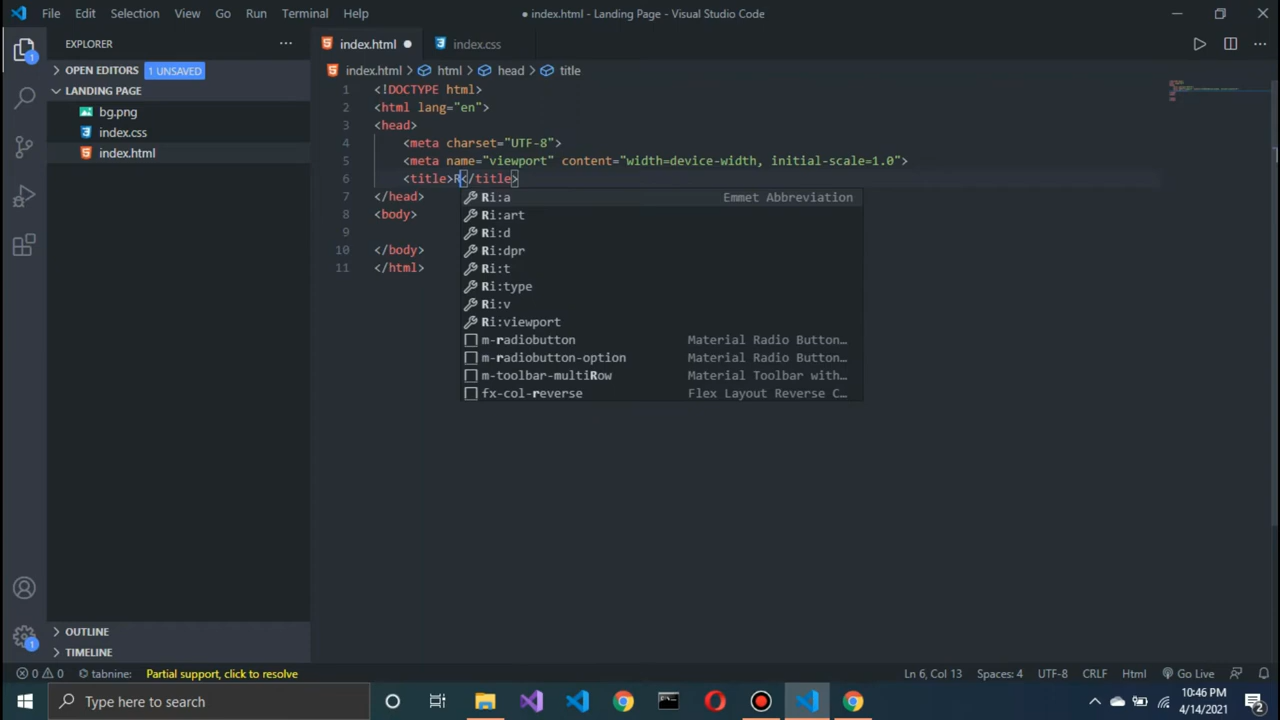 File Edit Selection View Go Run Terminal Help
● index.html - Landing Page - Visual Studio Code
EXPLORER
OPEN EDITORS 1 UNSAVED
LANDING PAGE
bg.png
index.css
index.html
OUTLINE
TIMELINE
index.html
index.css
index.html > html > head > title
1 <!DOCTYPE html>
2 <html lang="en">
3 <head>
4 <meta charset="UTF-8">
5 <meta name="viewport" content="width=device-width, initial-scale=1.0">
6 <title>R</title>
7 </head>
8 <body>
9
10 </body>
11 </html>
Ri:a Emmet Abbreviation
Ri:art
Ri:d
Ri:dpr
Ri:t
Ri:type
Ri:v
Ri:viewport
m-radiobutton Material Radio Button…
m-radiobutton-option Material Radio Button…
m-toolbar-multiRow Material Toolbar with…
fx-col-reverse Flex Layout Reverse C…
1
1
0 0 tabnine: Partial support, click to resolve
Ln 6, Col 13 Spaces: 4 UTF-8 CRLF Html Go Live
Type here to search
10:46 PM
4/14/2021
2